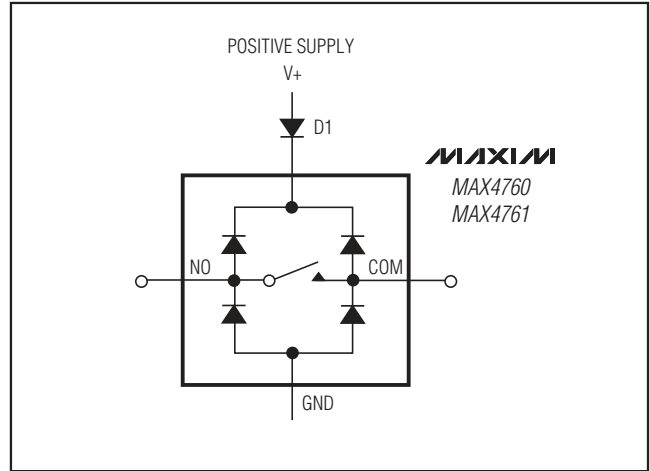 POSITIVE SUPPLY
V+
D1
MAXIM
MAX4760
MAX4761
NO
COM
GND